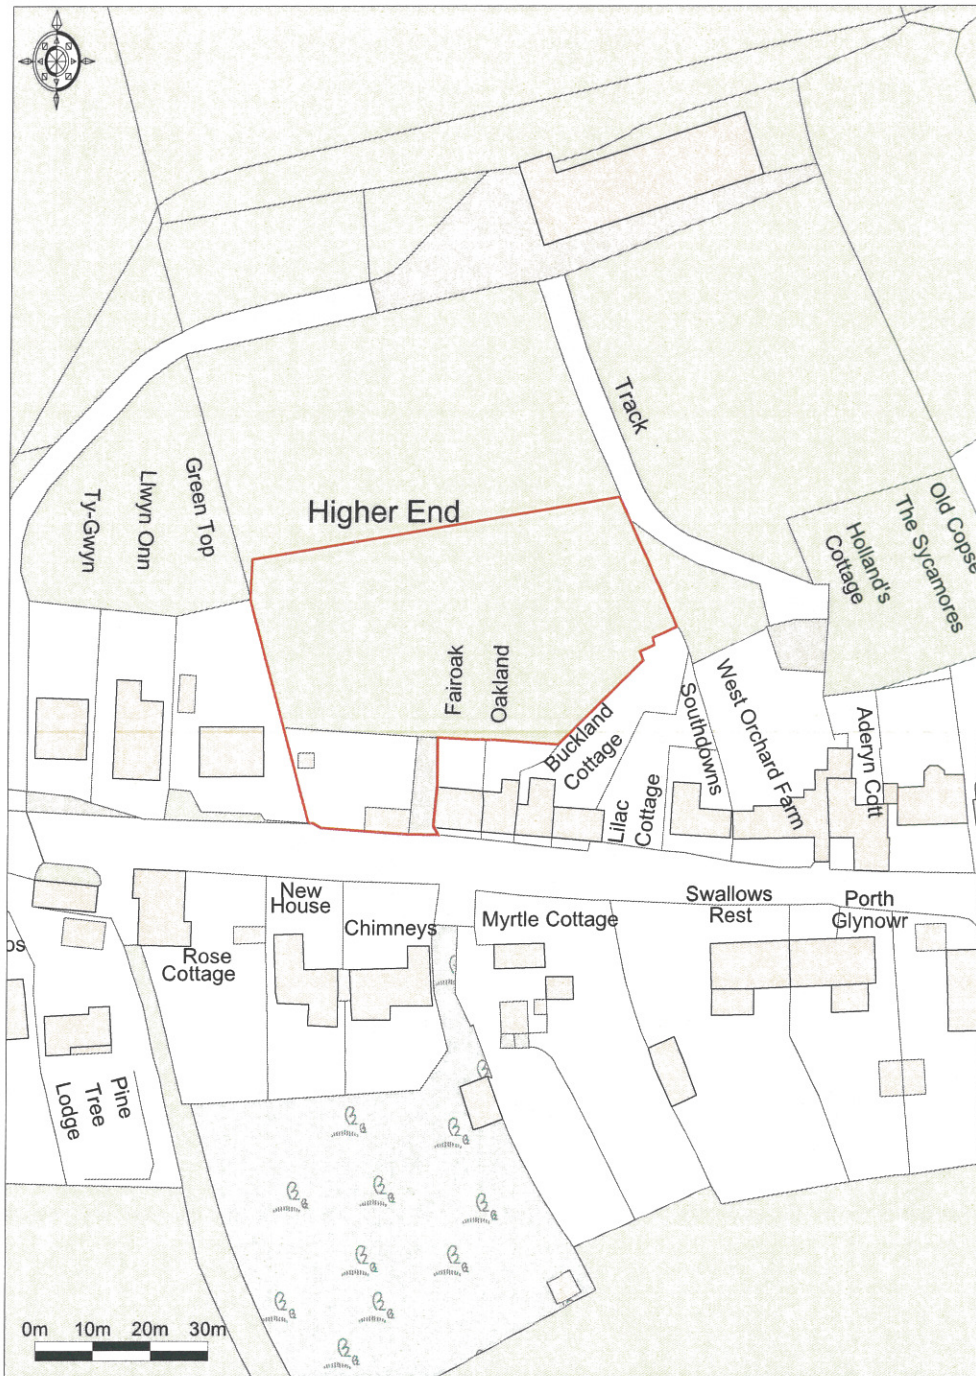 Track
Higher End
Green Top
Llwyn Onn
Ty-Gwyn
Old Copse
The Sycamores
Holland's
Cottage
Fairoak
Oakland
Buckland
Cottage
Lilac
Cottage
Southdowns
West Orchard Farm
Aderyn Cott
New
House
Chimneys
Rose
Cottage
Myrtle Cottage
Swallows
Rest
Porth
Glynowr
os
Pine
Tree
Lodge
0m 10m 20m 30m